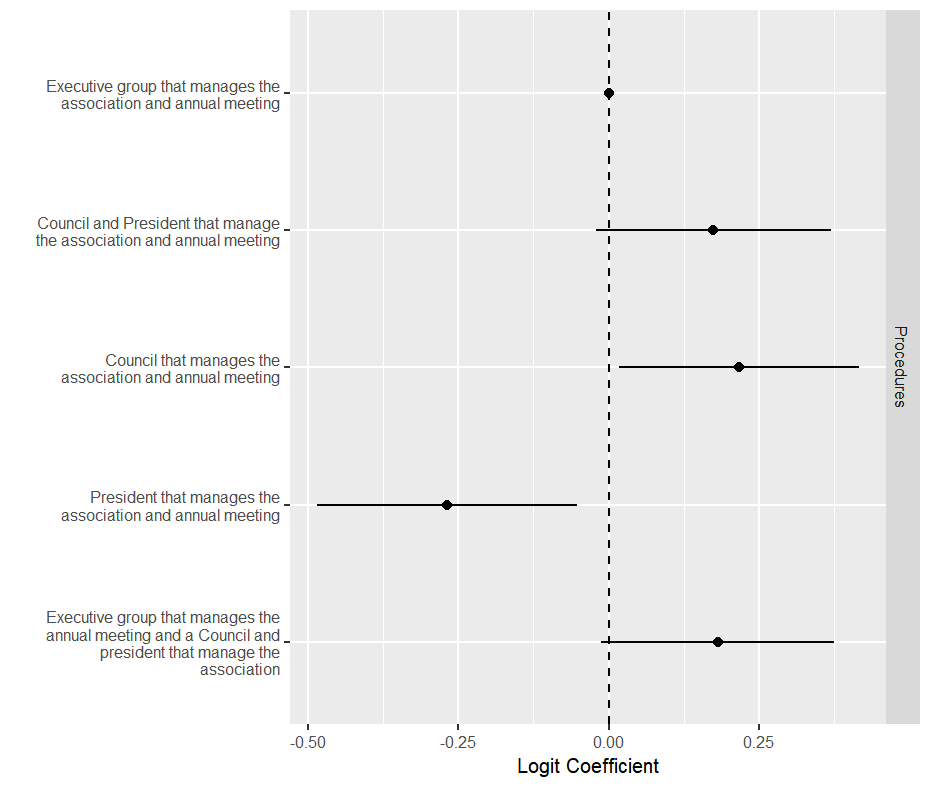 Executive group that manages the
association and annual meeting
Council and President that manage
the association and annual meeting
Council that manages the
association and annual meeting
President that manages the
association and annual meeting
Executive group that manages the
annual meeting and a Council and
president that manage the
association
Procedures
-0.50
-0.25
0.00
0.25
Logit Coefficient